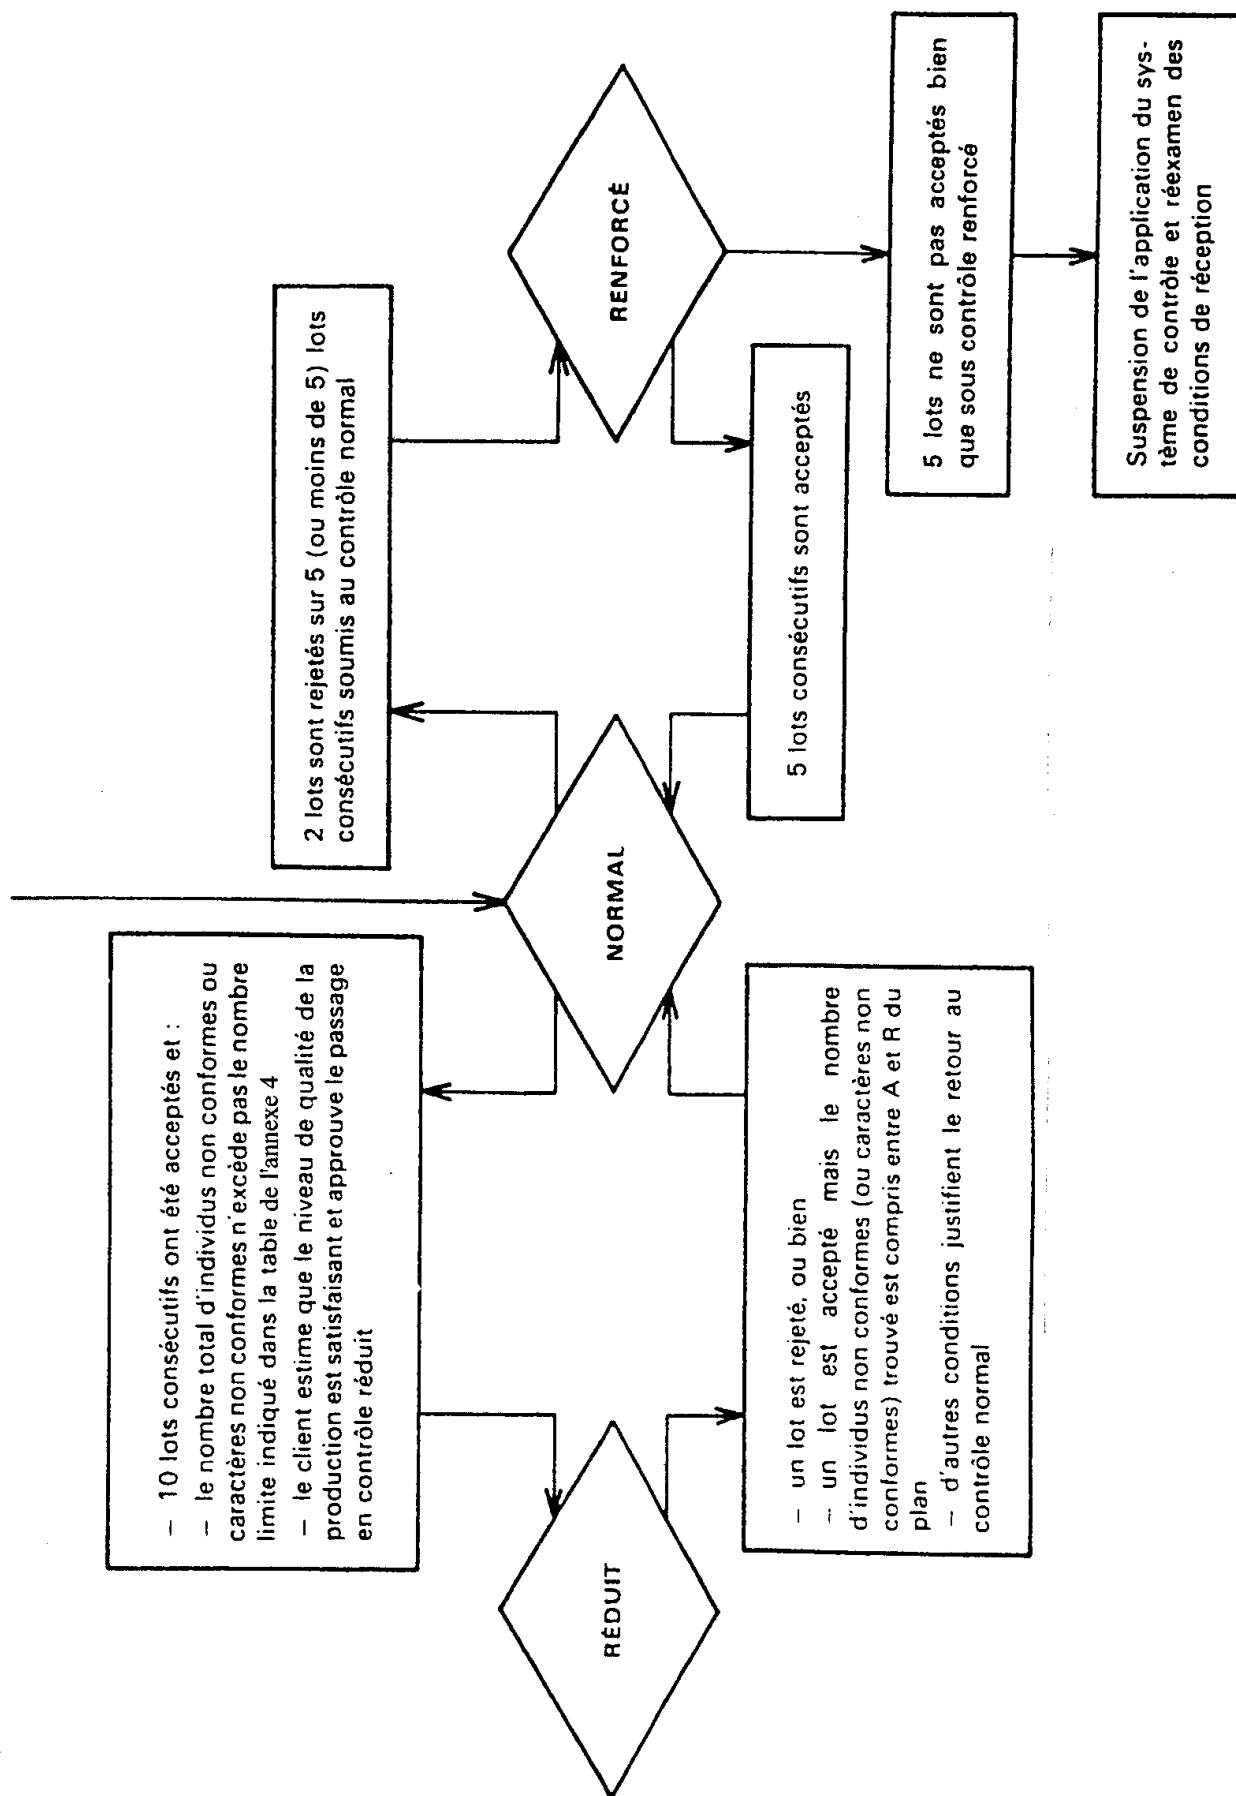 – 10 lots consécutifs ont été acceptés et :
– le nombre total d'individus non conformes ou
caractères non conformes n'excède pas le nombre
limite indiqué dans la table de l'annexe 4
– le client estime que le niveau de qualité de la
production est satisfaisant et approuve le passage
en contrôle réduit
2 lots sont rejetés sur 5 (ou moins de 5) lots
consécutifs soumis au contrôle normal
RÉDUIT
NORMAL
RENFORCÉ
– un lot est rejeté, ou bien
– un lot est accepté mais le nombre
d'individus non conformes (ou caractères non
conformes) trouvé est compris entre A et R du
plan
– d'autres conditions justifient le retour au
contrôle normal
5 lots consécutifs sont acceptés
5 lots ne sont pas acceptés bien
que sous contrôle renforcé
Suspension de l'application du sys-
tème de contrôle et réexamen des
conditions de réception